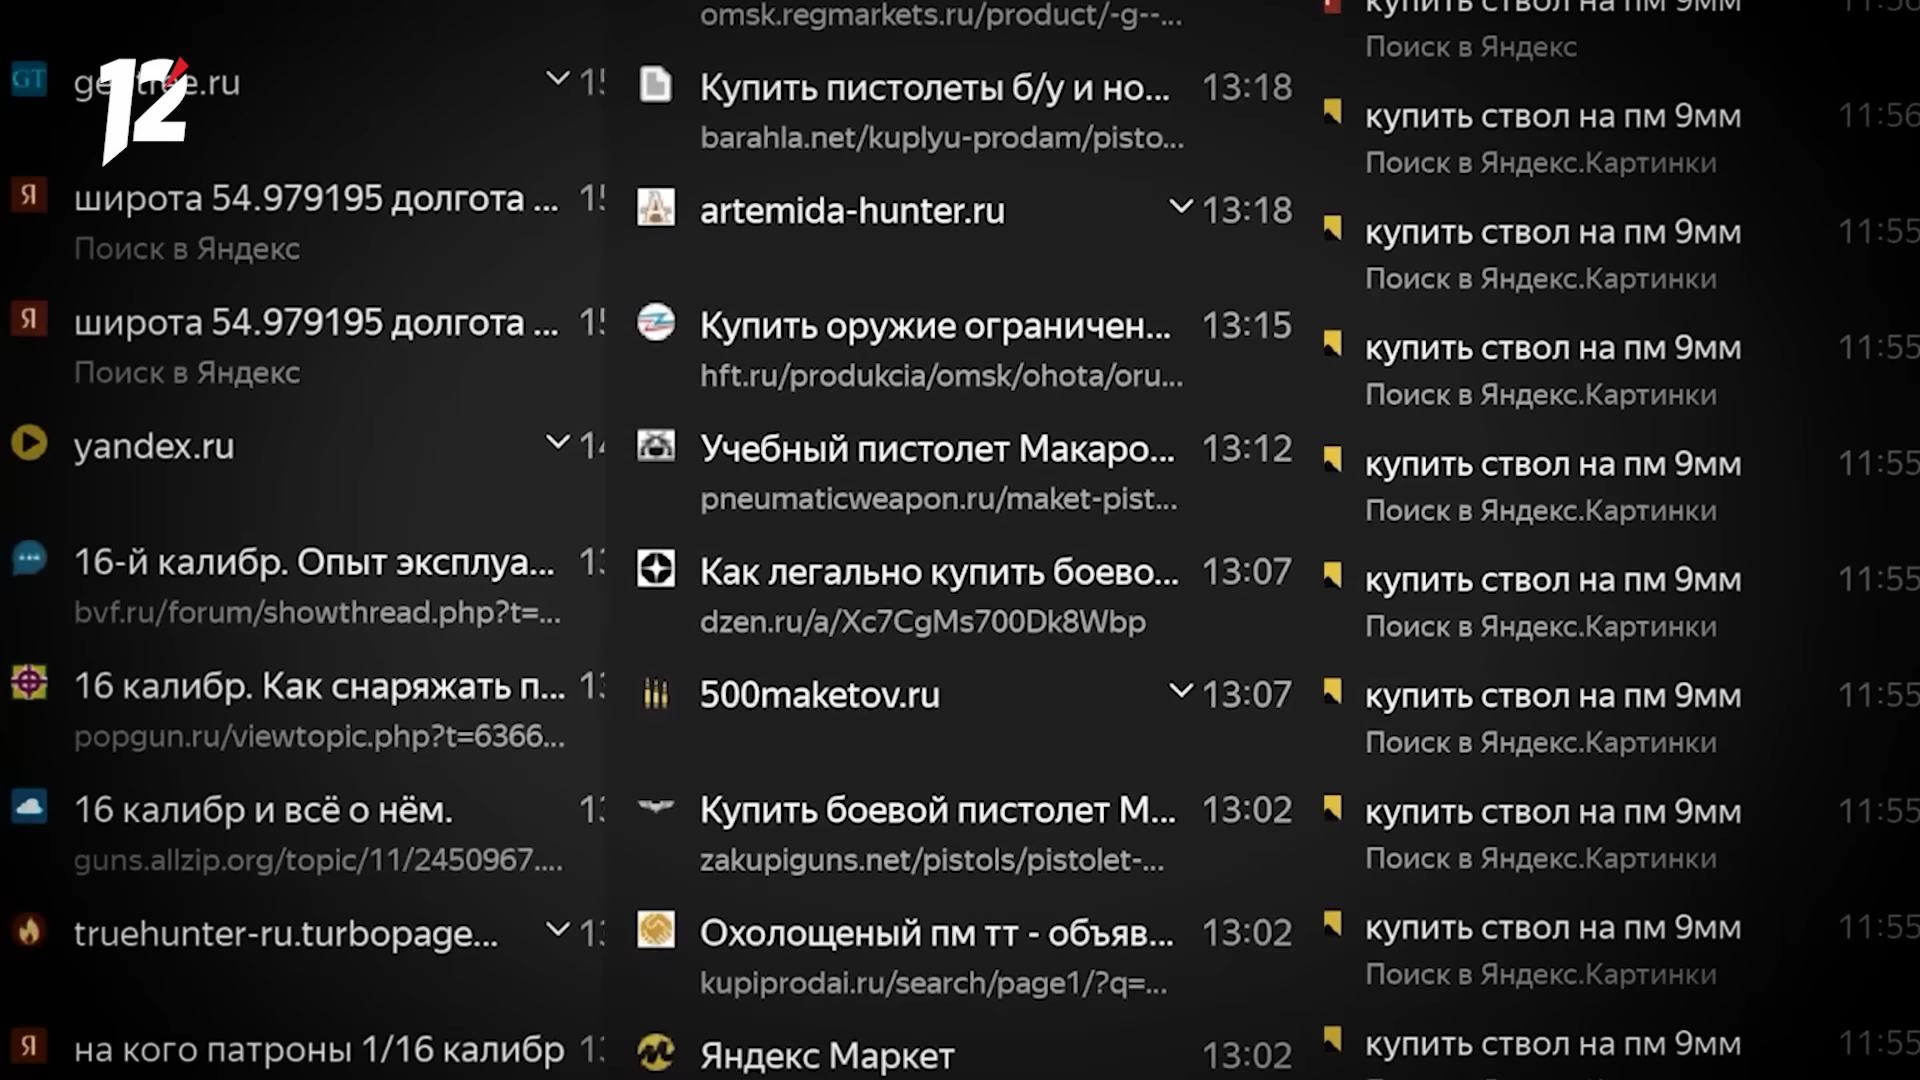 12
широта 54.979195 долгота ...
Поиск в Яндекс
широта 54.979195 долгота ...
Поиск в Яндекс
yandex.ru
16-й калибр. Опыт эксплуа...
bvf.ru/forum/showthread.php?t=...
16 калибр. Как снаряжать п...
popgun.ru/viewtopic.php?t=6366...
16 калибр и всё о нём.
guns.allzip.org/topic/11/2450967....
truehunter-ru.turbopage...
на кого патроны 1/16 калибр
omsk.regmarkets.ru/product/-g--...
Купить пистолеты б/у и но... 13:18
barahla.net/kuplyu-prodam/pisto...
artemida-hunter.ru 13:18
Купить оружие ограничен... 13:15
hft.ru/produkcia/omsk/ohota/oru...
Учебный пистолет Макаро... 13:12
pneumaticweapon.ru/maket-pist...
Как легально купить боево... 13:07
dzen.ru/a/Xc7CgMs700Dk8Wbp
500maketov.ru 13:07
Купить боевой пистолет М... 13:02
zakupiguns.net/pistols/pistolet-...
Охолощеный пм тт - объяв... 13:02
kupiprodai.ru/search/page1/?q=...
Яндекс Маркет 13:02
купить ствол на пм 9мм 11:56
Поиск в Яндекс
купить ствол на пм 9мм 11:56
Поиск в Яндекс.Картинки
купить ствол на пм 9мм 11:55
Поиск в Яндекс.Картинки
купить ствол на пм 9мм 11:55
Поиск в Яндекс.Картинки
купить ствол на пм 9мм 11:55
Поиск в Яндекс.Картинки
купить ствол на пм 9мм 11:55
Поиск в Яндекс.Картинки
купить ствол на пм 9мм 11:55
Поиск в Яндекс.Картинки
купить ствол на пм 9мм 11:55
Поиск в Яндекс.Картинки
купить ствол на пм 9мм 11:55
Поиск в Яндекс.Картинки
купить ствол на пм 9мм 11:55